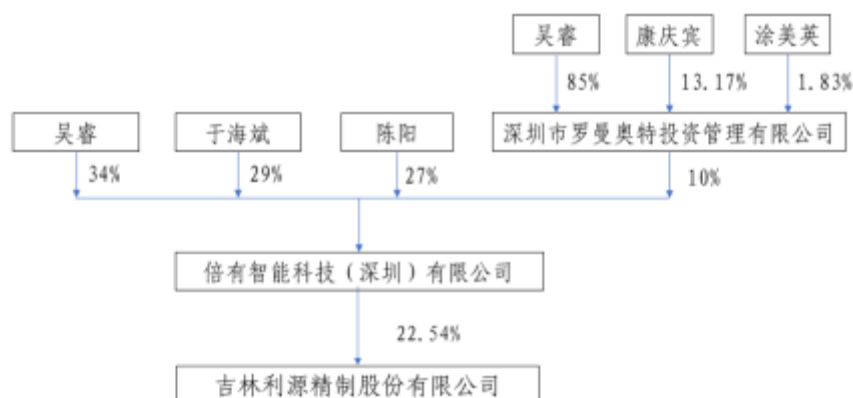 吴睿 康庆宾 涂美英
85% 13.17% 1.83%
吴睿 于海斌 陈阳 深圳市罗曼奥特投资管理有限公司
34% 29% 27% 10%
倍有智能科技（深圳）有限公司
22.54%
吉林利源精制股份有限公司